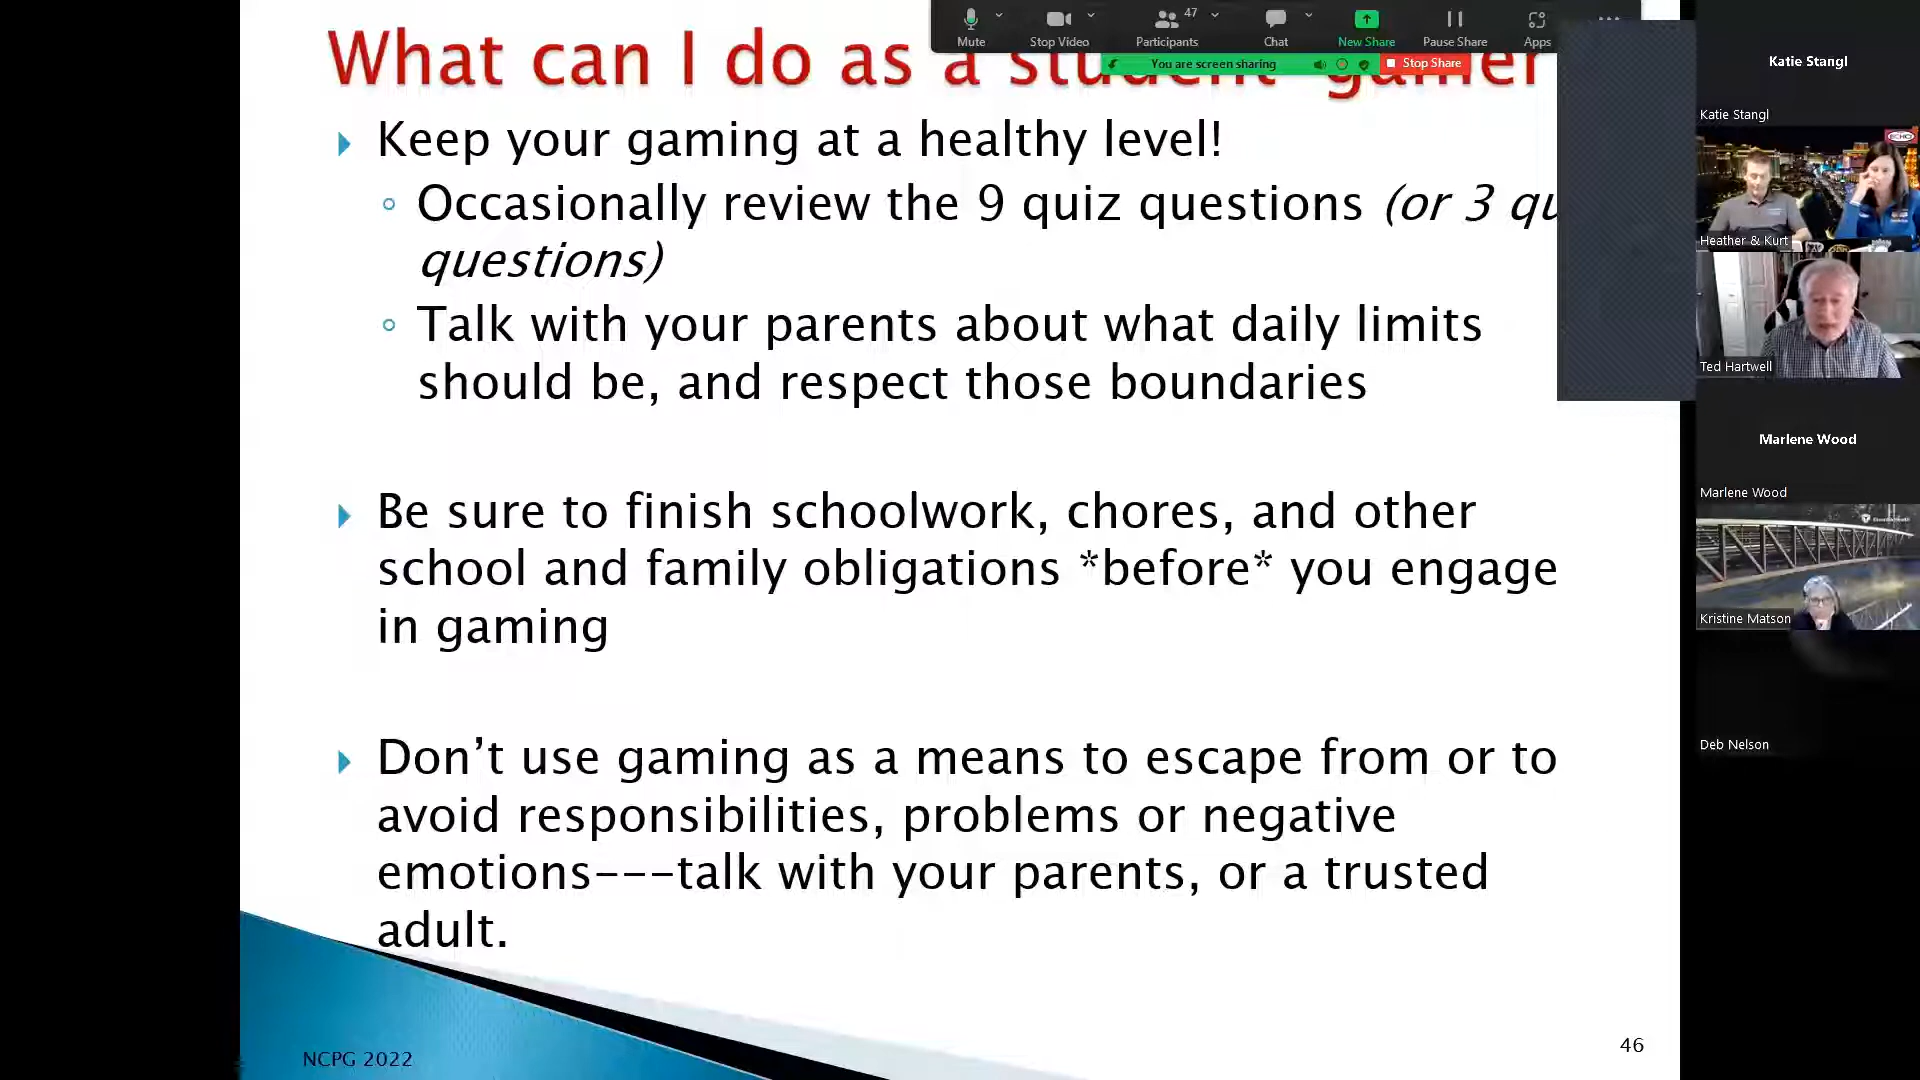 What can I do as a student gamer
Keep your gaming at a healthy level!
Occasionally review the 9 quiz questions (or 3
questions)
Talk with your parents about what daily limits
should be, and respect those boundaries
Be sure to finish schoolwork, chores, and other
school and family obligations *before* you engage
in gaming
Don’t use gaming as a means to escape from or to
avoid responsibilities, problems or negative
emotions---talk with your parents, or a trusted
adult.
NCPG 2022
46
47
Mute
Stop Video
Participants
Chat
New Share
Pause Share
Apps
You are screen sharing
Stop Share
Katie Stangl
Katie Stangl
ECHO
Heather & Kurt
Ted Hartwell
Marlene Wood
Marlene Wood
Kristine Matson
Deb Nelson